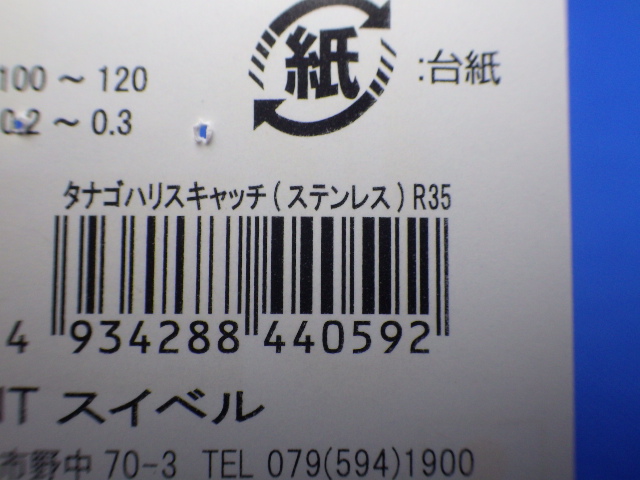 紙
:台紙
100 ~ 120
0.2 ~ 0.3
タナゴハリスキャッチ(ステンレス)R35
4 934288 440592
NT スイベル
市野中 70-3 TEL 079(594)1900